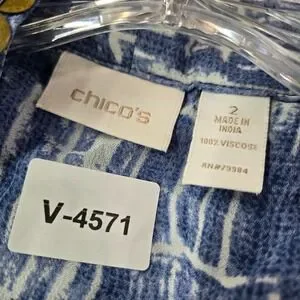 chico's
2
MADE IN
INDIA
100% VISCOSE
RN#79984
V-4571